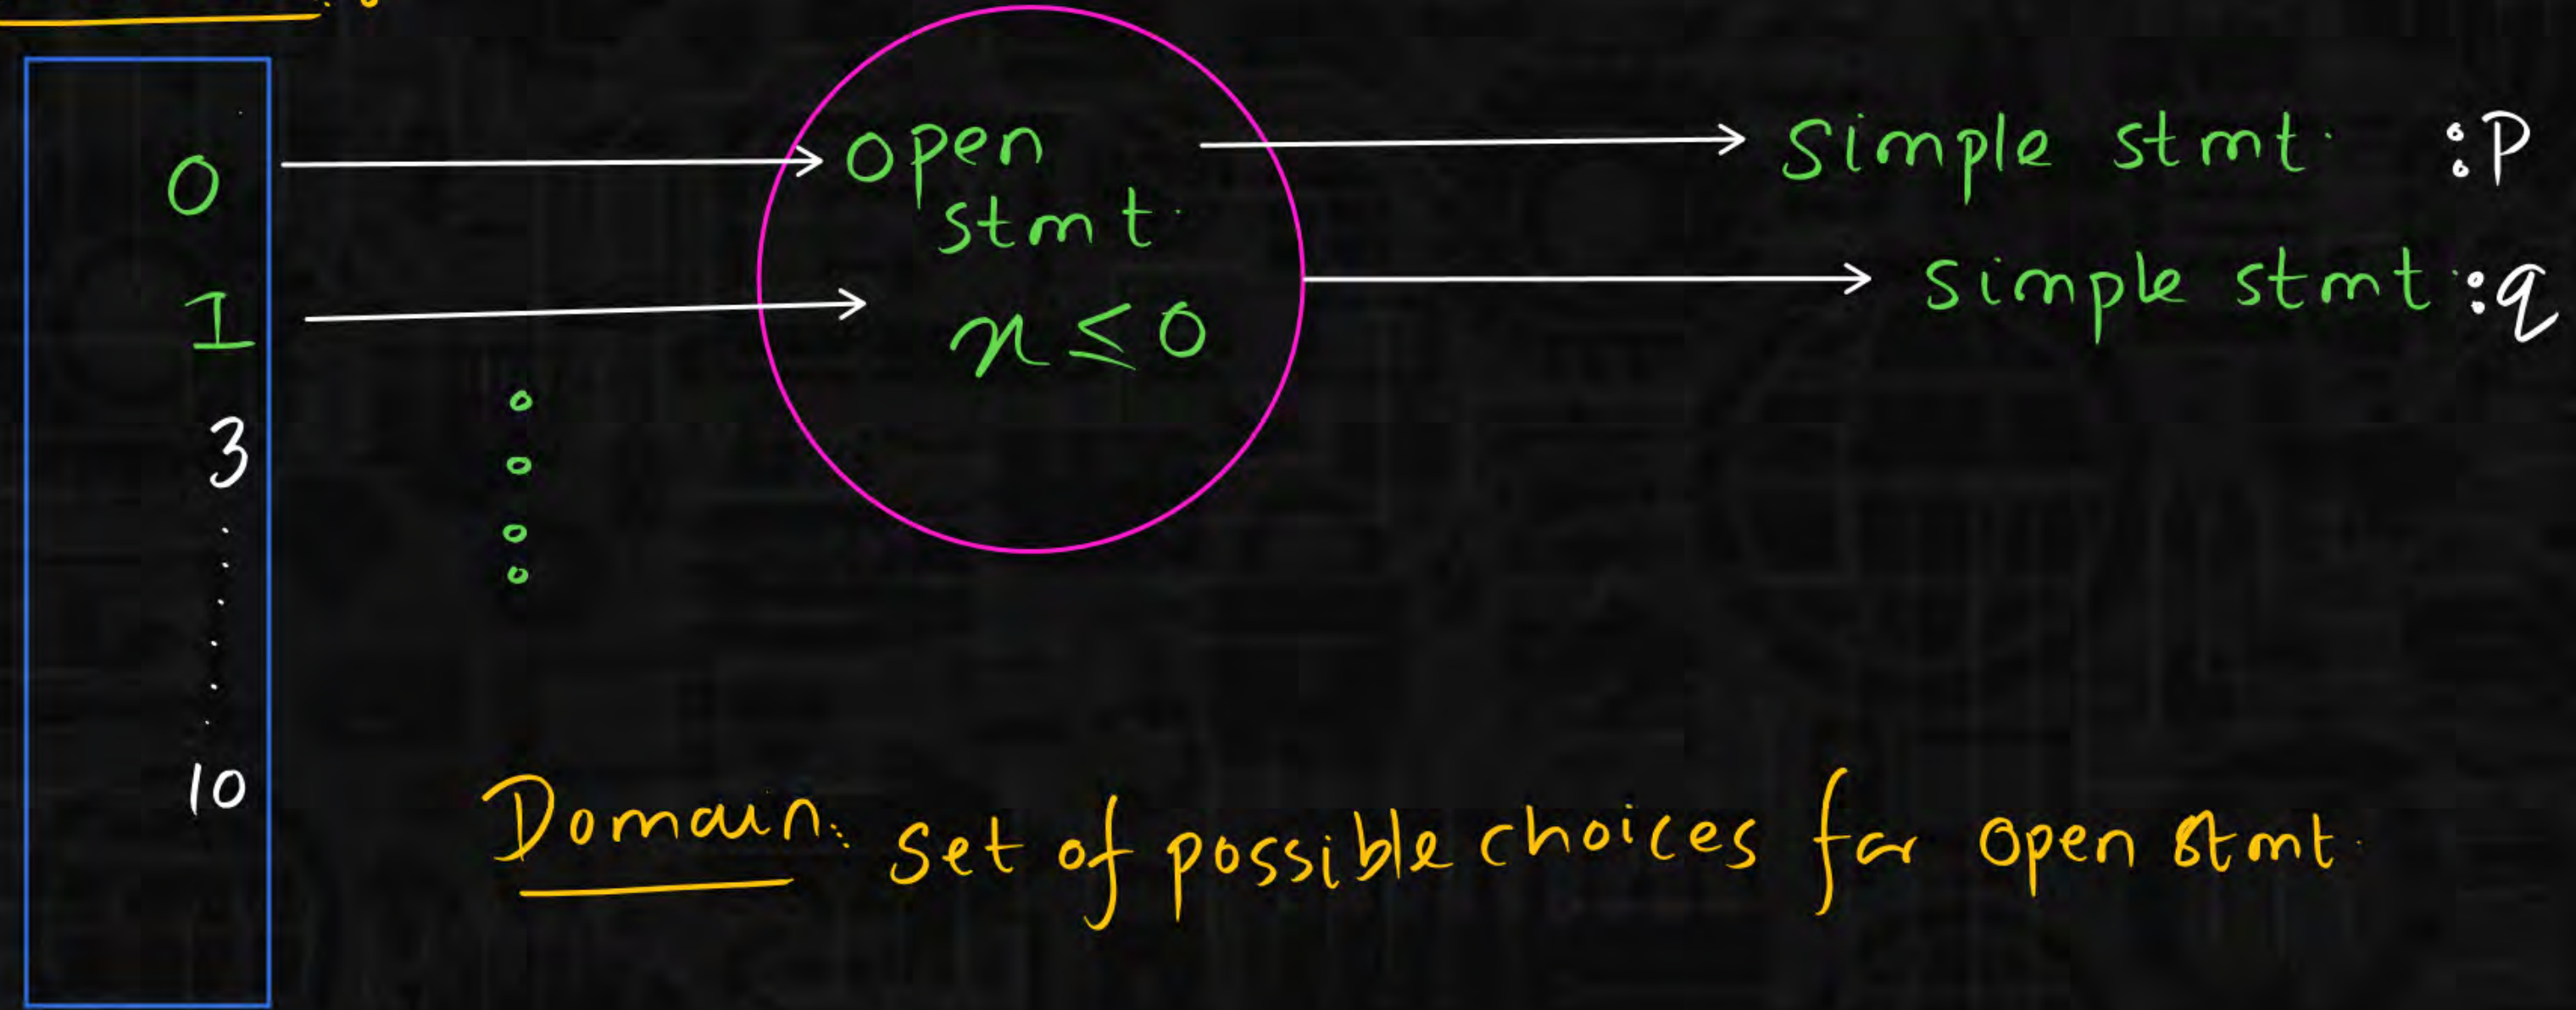 0
open
stmt.
simple stmt. :p
1
x ≤ 0
simple stmt. :q
3
10
Domain: set of possible choices for open stmt.